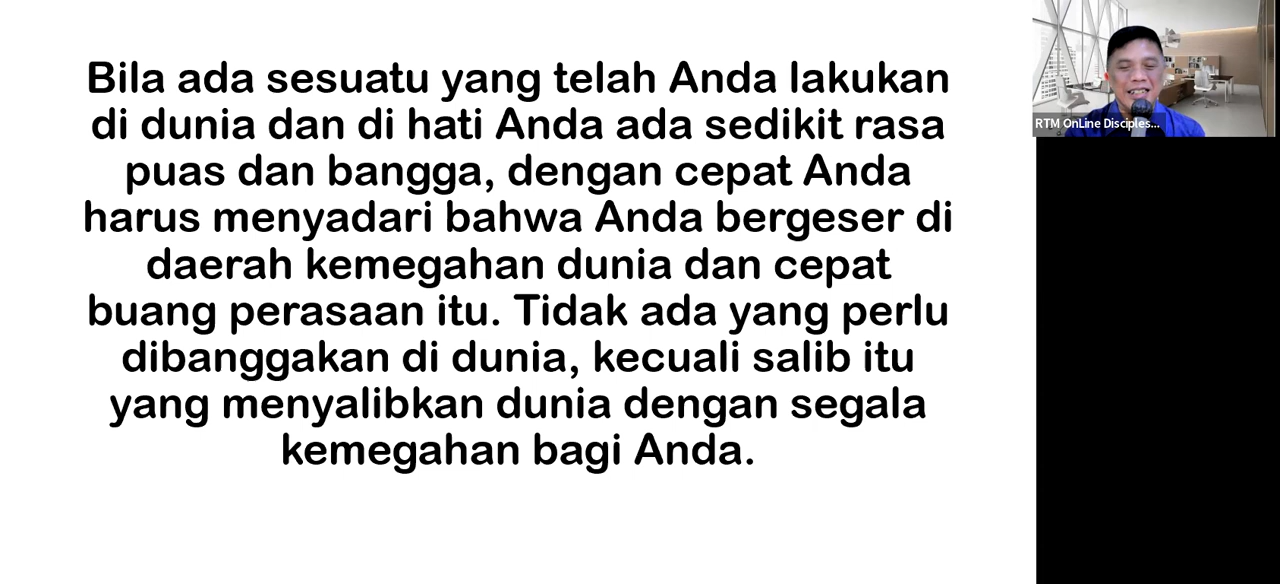 Bila ada sesuatu yang telah Anda lakukan
di dunia dan di hati Anda ada sedikit rasa
puas dan bangga, dengan cepat Anda
harus menyadari bahwa Anda bergeser di
daerah kemegahan dunia dan cepat
buang perasaan itu. Tidak ada yang perlu
dibanggakan di dunia, kecuali salib itu
yang menyalibkan dunia dengan segala
kemegahan bagi Anda.
RTM OnLine Disciples...